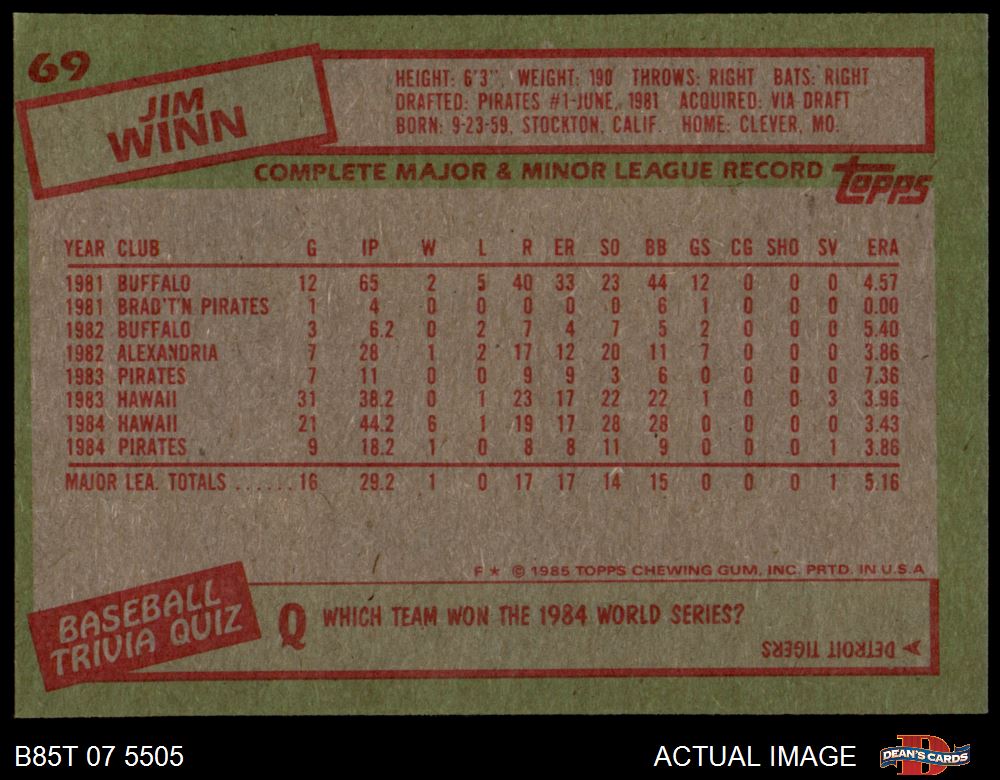 69
JIM
WINN
HEIGHT: 6'3", WEIGHT: 190 THROWS: RIGHT BATS: RIGHT
DRAFTED: PIRATES #1-JUNE, 1981 ACQUIRED: VIA DRAFT
BORN: 9-23-59, STOCKTON, CALIF. HOME: CLEVER, MO.
COMPLETE MAJOR & MINOR LEAGUE RECORD topps
YEAR CLUB G IP W L R ER SO BB GS CG SHO SV ERA
1981 BUFFALO 12 65 2 5 40 33 23 44 12 0 0 0 4.57
1981 BRAD'T'N PIRATES 1 4 0 0 0 0 0 6 1 0 0 0 0.00
1982 BUFFALO 3 6.2 0 2 7 4 7 5 2 0 0 0 5.40
1982 ALEXANDRIA 7 28 1 2 17 12 20 11 7 0 0 0 3.86
1983 PIRATES 7 11 0 0 9 9 3 6 0 0 0 0 7.36
1983 HAWAII 31 38.2 0 1 23 17 22 22 1 0 0 3 3.96
1984 HAWAII 21 44.2 6 1 19 17 28 28 0 0 0 0 3.43
1984 PIRATES 9 18.2 1 0 8 8 11 9 0 0 0 1 3.86
MAJOR LEA. TOTALS ...... 16 29.2 1 0 17 17 14 15 0 0 0 1 5.16
F★ © 1985 TOPPS CHEWING GUM, INC. PRTD. IN U.S.A
BASEBALL
TRIVIA QUIZ
Q WHICH TEAM WON THE 1984 WORLD SERIES?
A DETROIT TIGERS
B85T 07 5505 ACTUAL IMAGE DEAN'S CARDS